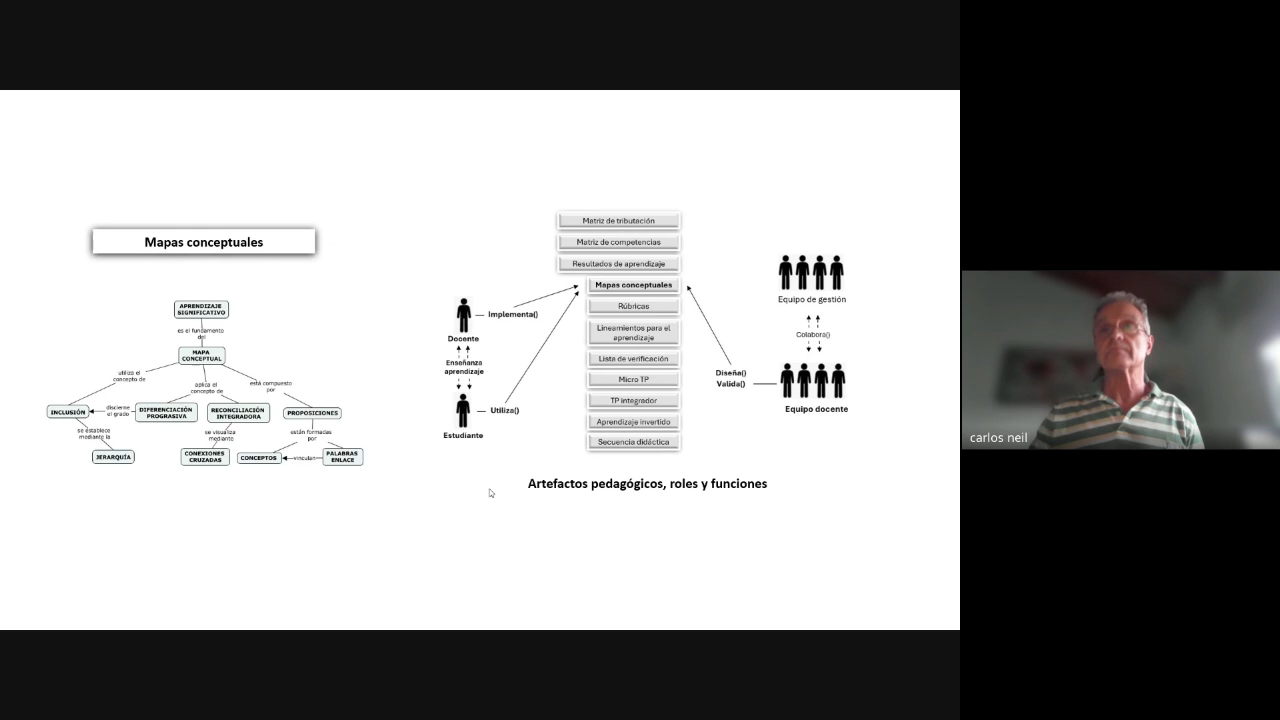 Mapas conceptuales
APRENDIZAJE
SIGNIFICATIVO
es el fundamento
del
MAPA
CONCEPTUAL
utiliza el
concepto de
aplica el
concepto de
está compuesto
por
INCLUSIÓN
discierne
el grado
DIFERENCIACIÓN
PROGRASIVA
RECONCILIACIÓN
INTEGRADORA
PROPOSICIONES
se establece
mediante la
se visualiza
mediante
están formadas
por
JERARQUÍA
CONEXIONES
CRUZADAS
CONCEPTOS
vinculan
PALABRAS
ENLACE
Matriz de tributación
Matriz de competencias
Resultados de aprendizaje
Mapas conceptuales
Rúbricas
Lineamientos para el
aprendizaje
Lista de verificación
Micro TP
TP integrador
Aprendizaje invertido
Secuencia didáctica
Implementa()
Docente
Enseñanza
aprendizaje
Utiliza()
Estudiante
Equipo de gestión
Colabora()
Diseña()
Valida()
Equipo docente
Artefactos pedagógicos, roles y funciones
carlos neil